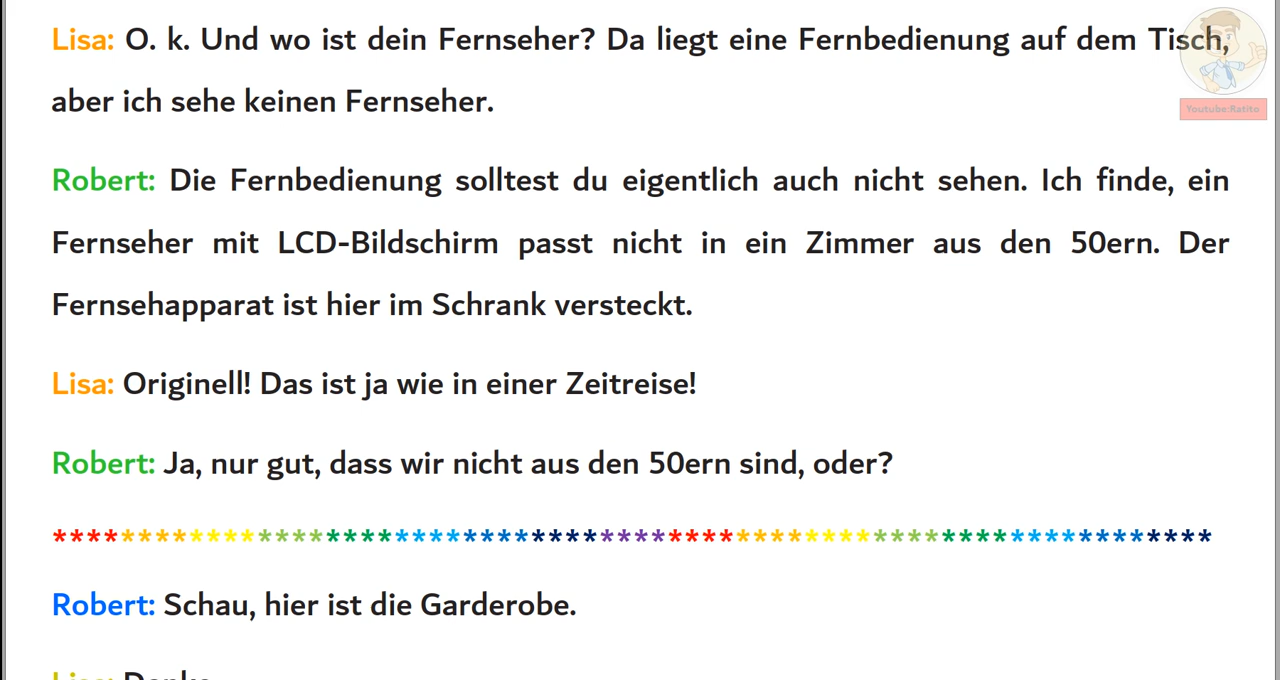 Lisa: O. k. Und wo ist dein Fernseher? Da liegt eine Fernbedienung auf dem Tisch,
aber ich sehe keinen Fernseher.
Youtube:Ratito
Robert: Die Fernbedienung solltest du eigentlich auch nicht sehen. Ich finde, ein
Fernseher mit LCD-Bildschirm passt nicht in ein Zimmer aus den 50ern. Der
Fernsehapparat ist hier im Schrank versteckt.
Lisa: Originell! Das ist ja wie in einer Zeitreise!
Robert: Ja, nur gut, dass wir nicht aus den 50ern sind, oder?
********************************************************************
Robert: Schau, hier ist die Garderobe.
Lisa: Danke